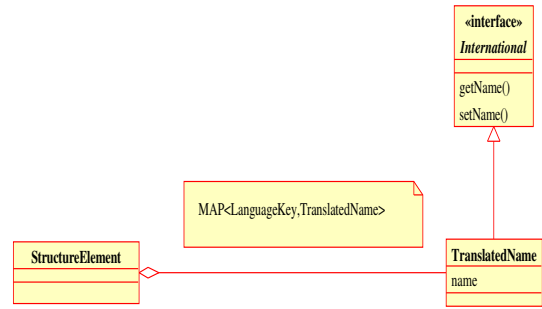 «interface»
International
getName()
setName()
MAP<LanguageKey,TranslatedName>
StructureElement
TranslatedName
name